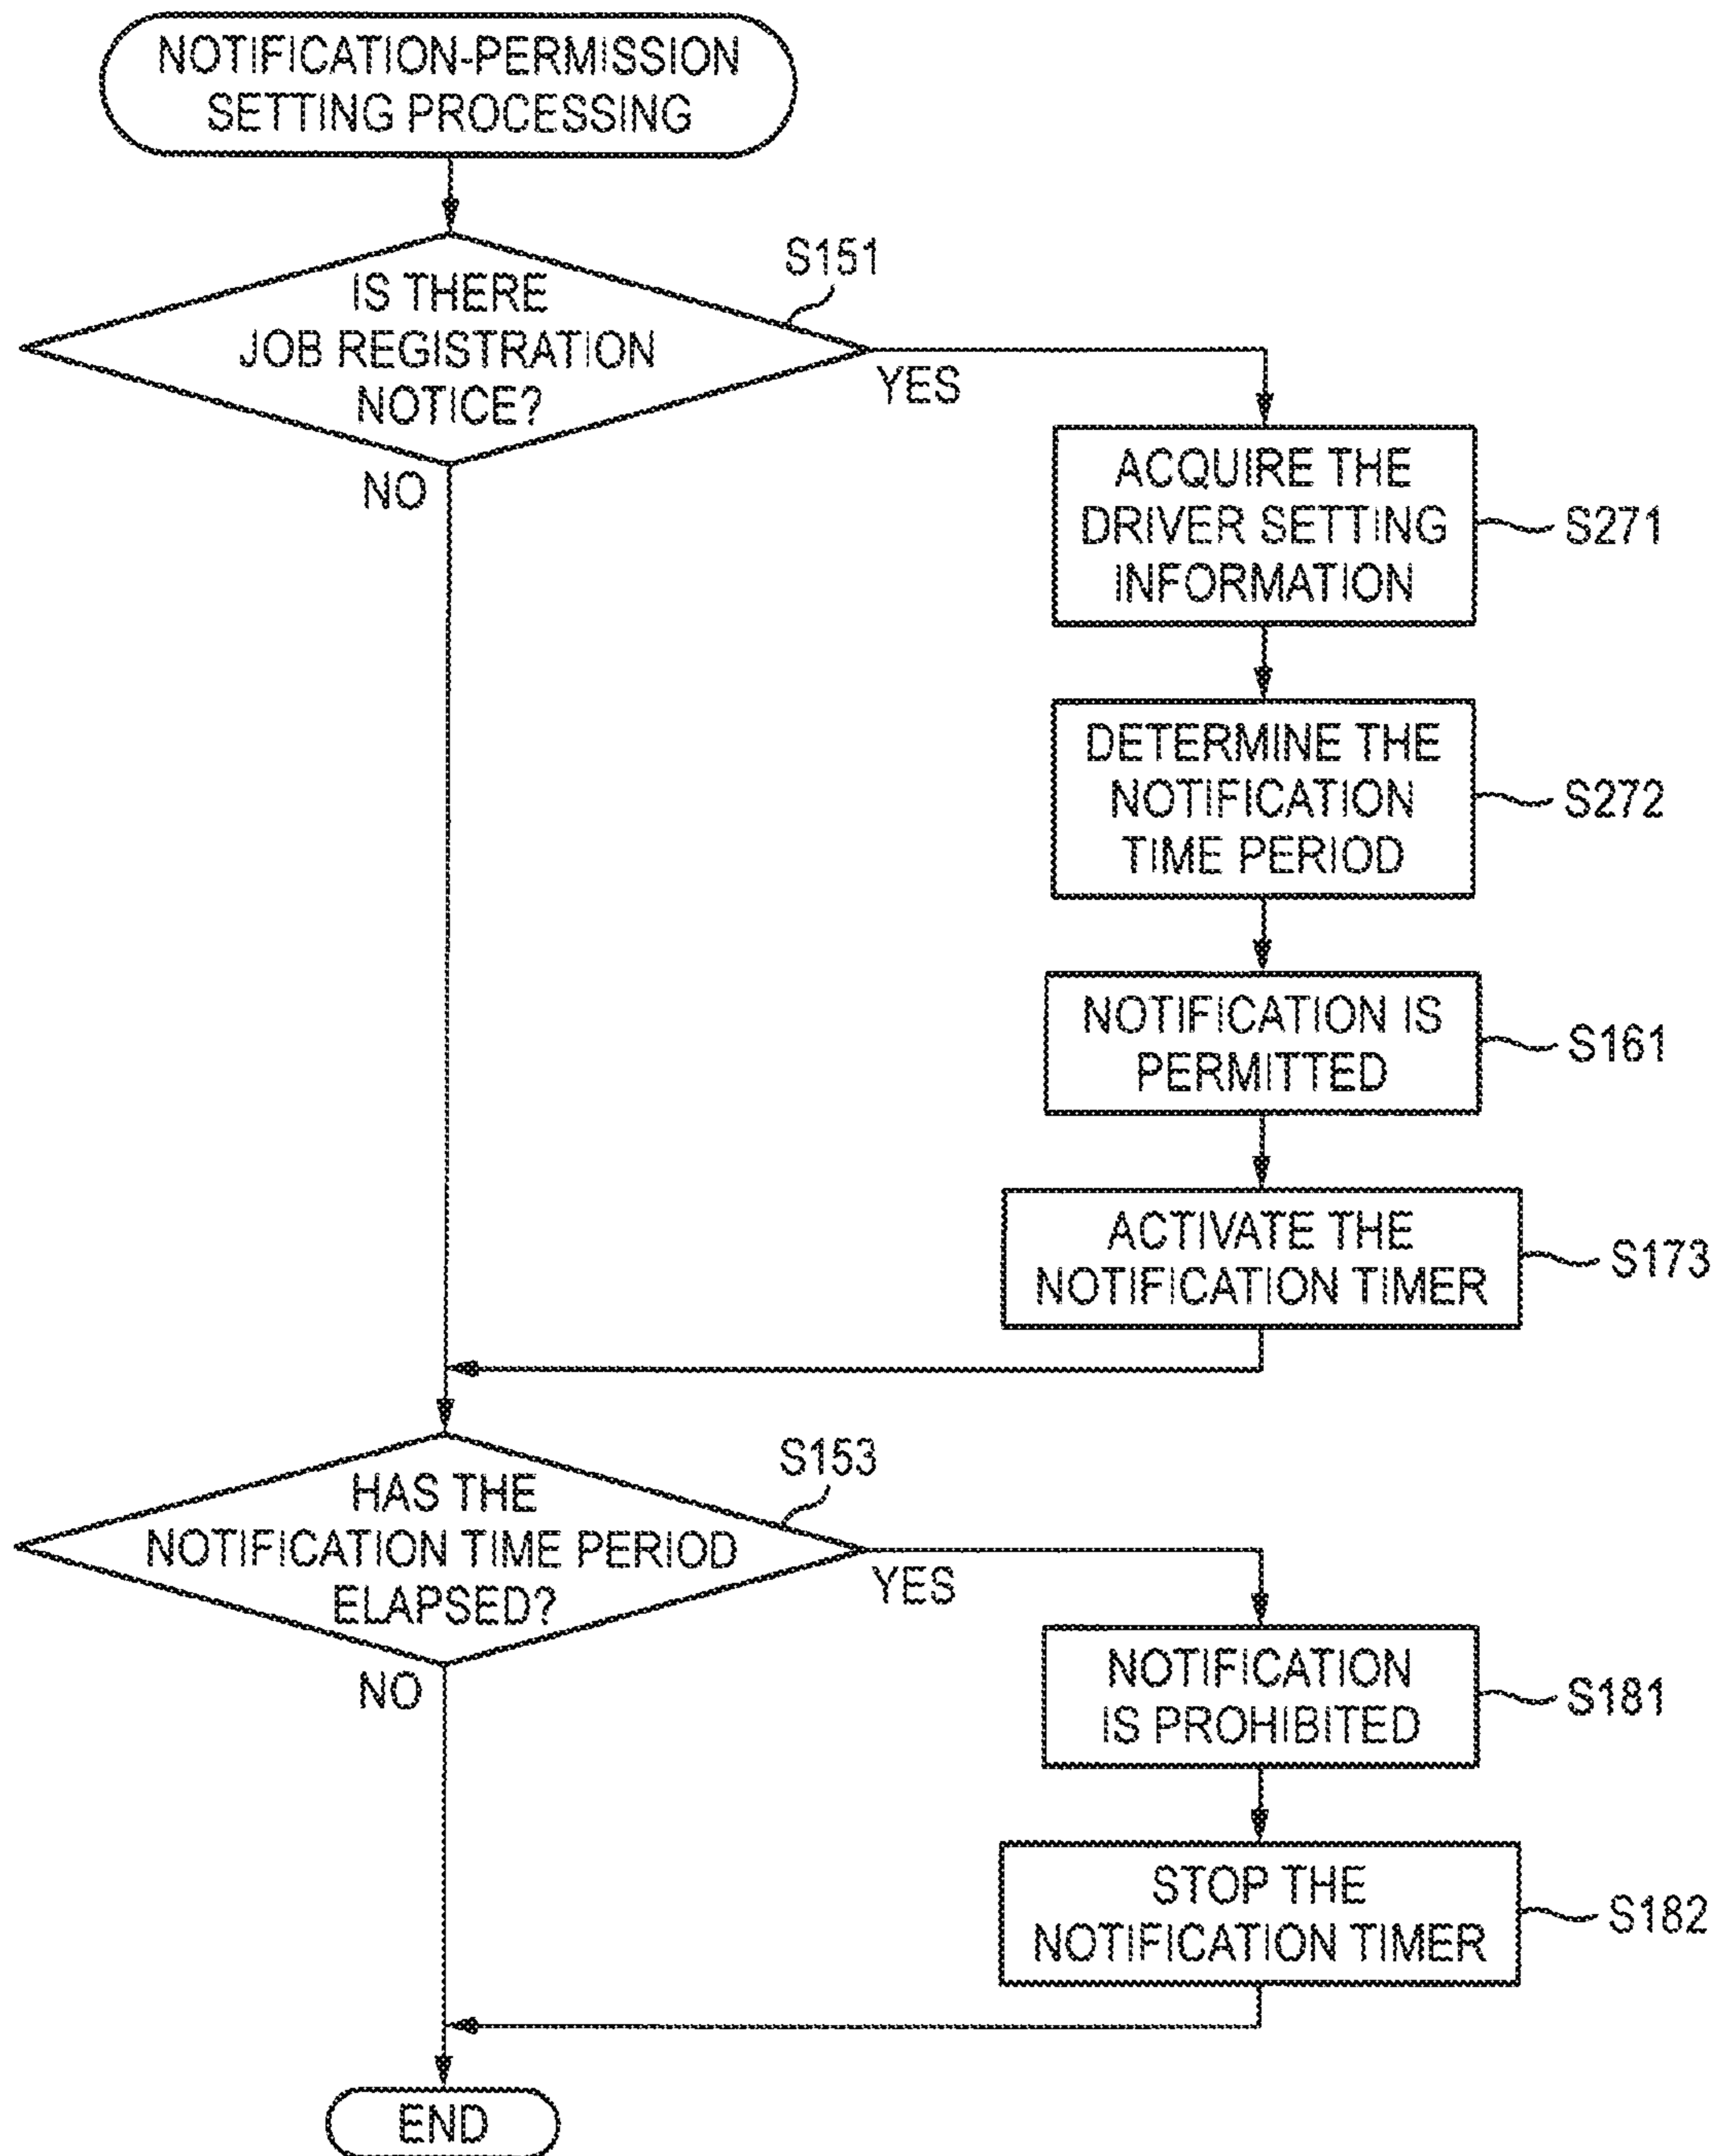 NOTIFICATION-PERMISSION
SETTING PROCESSING
S151
IS THERE
JOB REGISTRATION
NOTICE?
YES
NO
ACQUIRE THE
DRIVER SETTING
INFORMATION
S271
DETERMINE THE
NOTIFICATION
TIME PERIOD
S272
NOTIFICATION IS
PERMITTED
S161
ACTIVATE THE
NOTIFICATION TIMER
S173
S153
HAS THE
NOTIFICATION TIME PERIOD
ELAPSED?
YES
NO
NOTIFICATION
IS PROHIBITED
S181
STOP THE
NOTIFICATION TIMER
S182
END